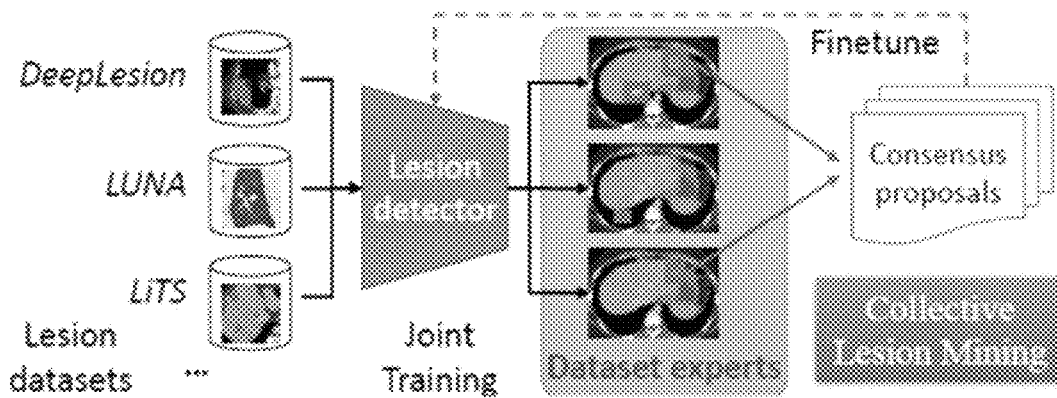 DeepLesion
LUNA
LiTS
Lesion
datasets ...
Lesion
detector
Joint
Training
Dataset experts
Finetune
Consensus
proposals
Collective
Lesion Mining